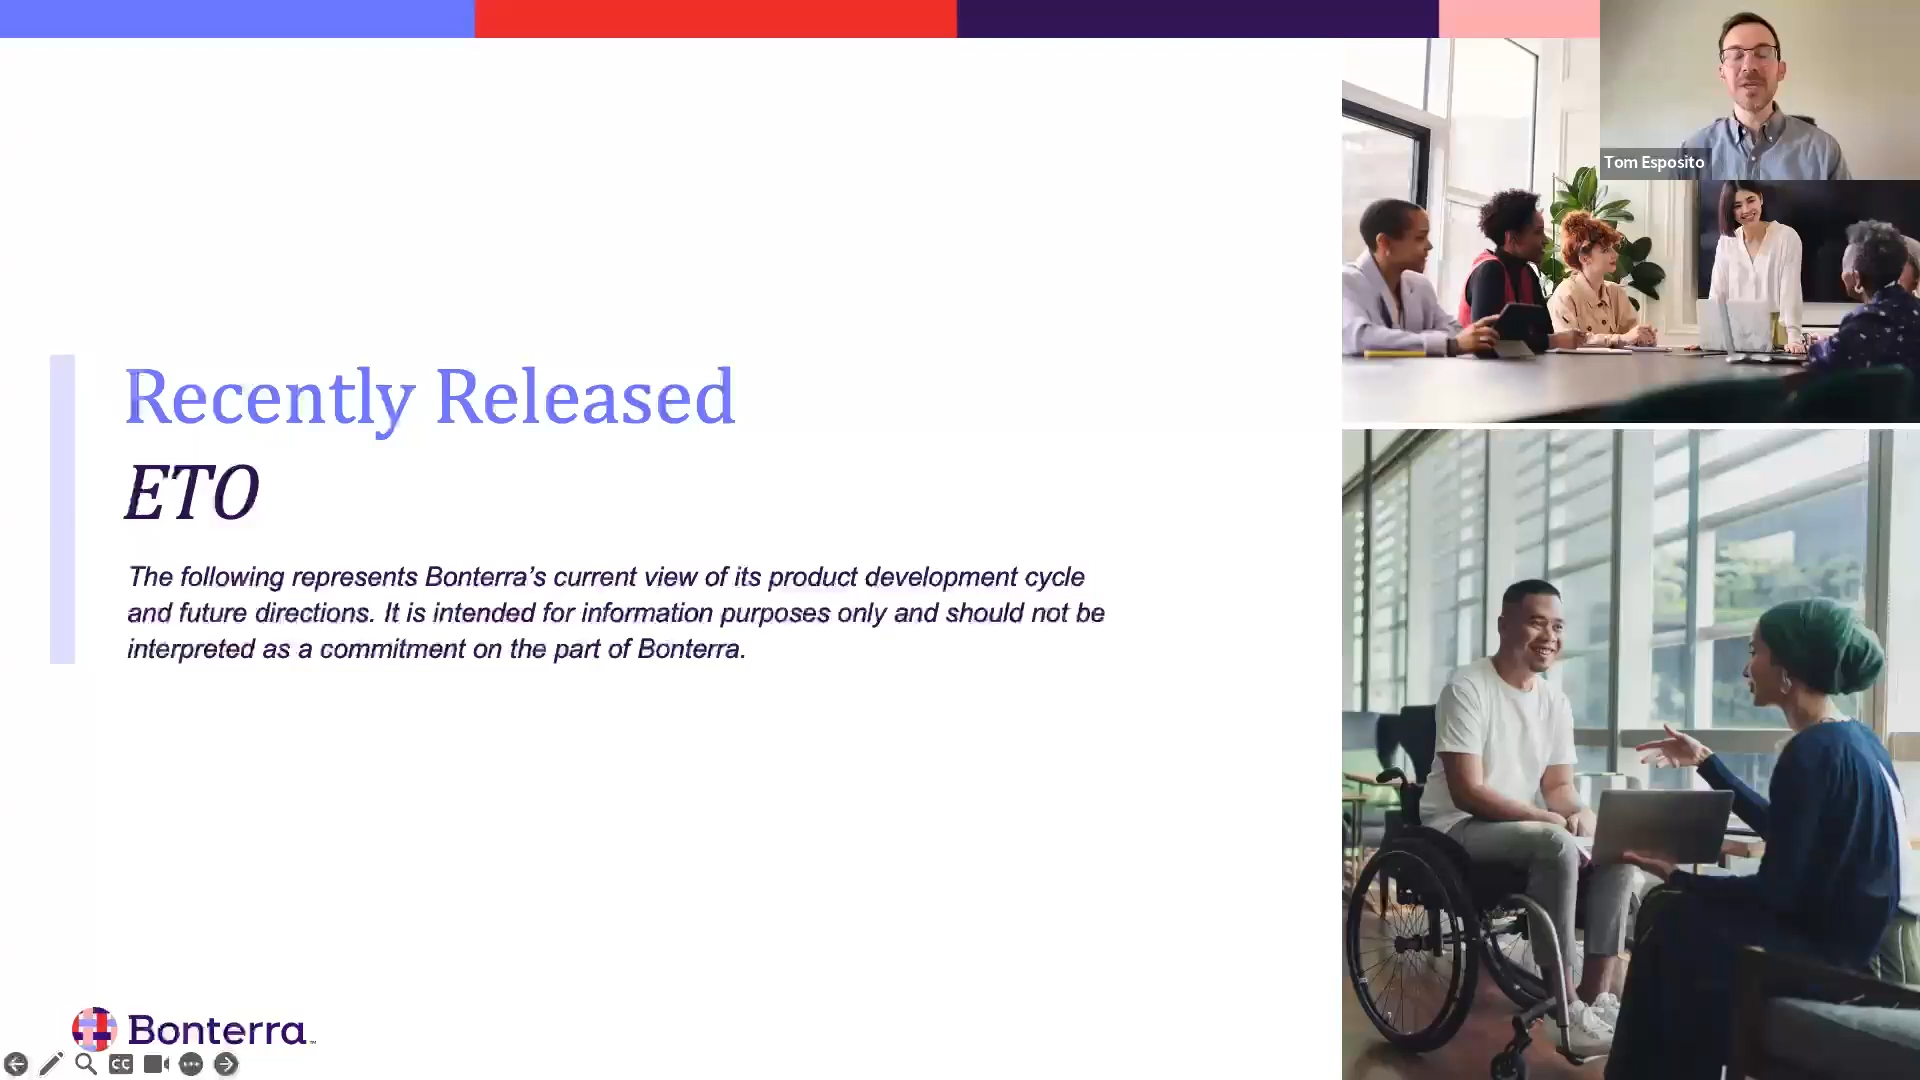 Tom Esposito
Recently Released
ETO
The following represents Bonterra's current view of its product development cycle
and future directions. It is intended for information purposes only and should not be
interpreted as a commitment on the part of Bonterra.
Bonterra™
CC